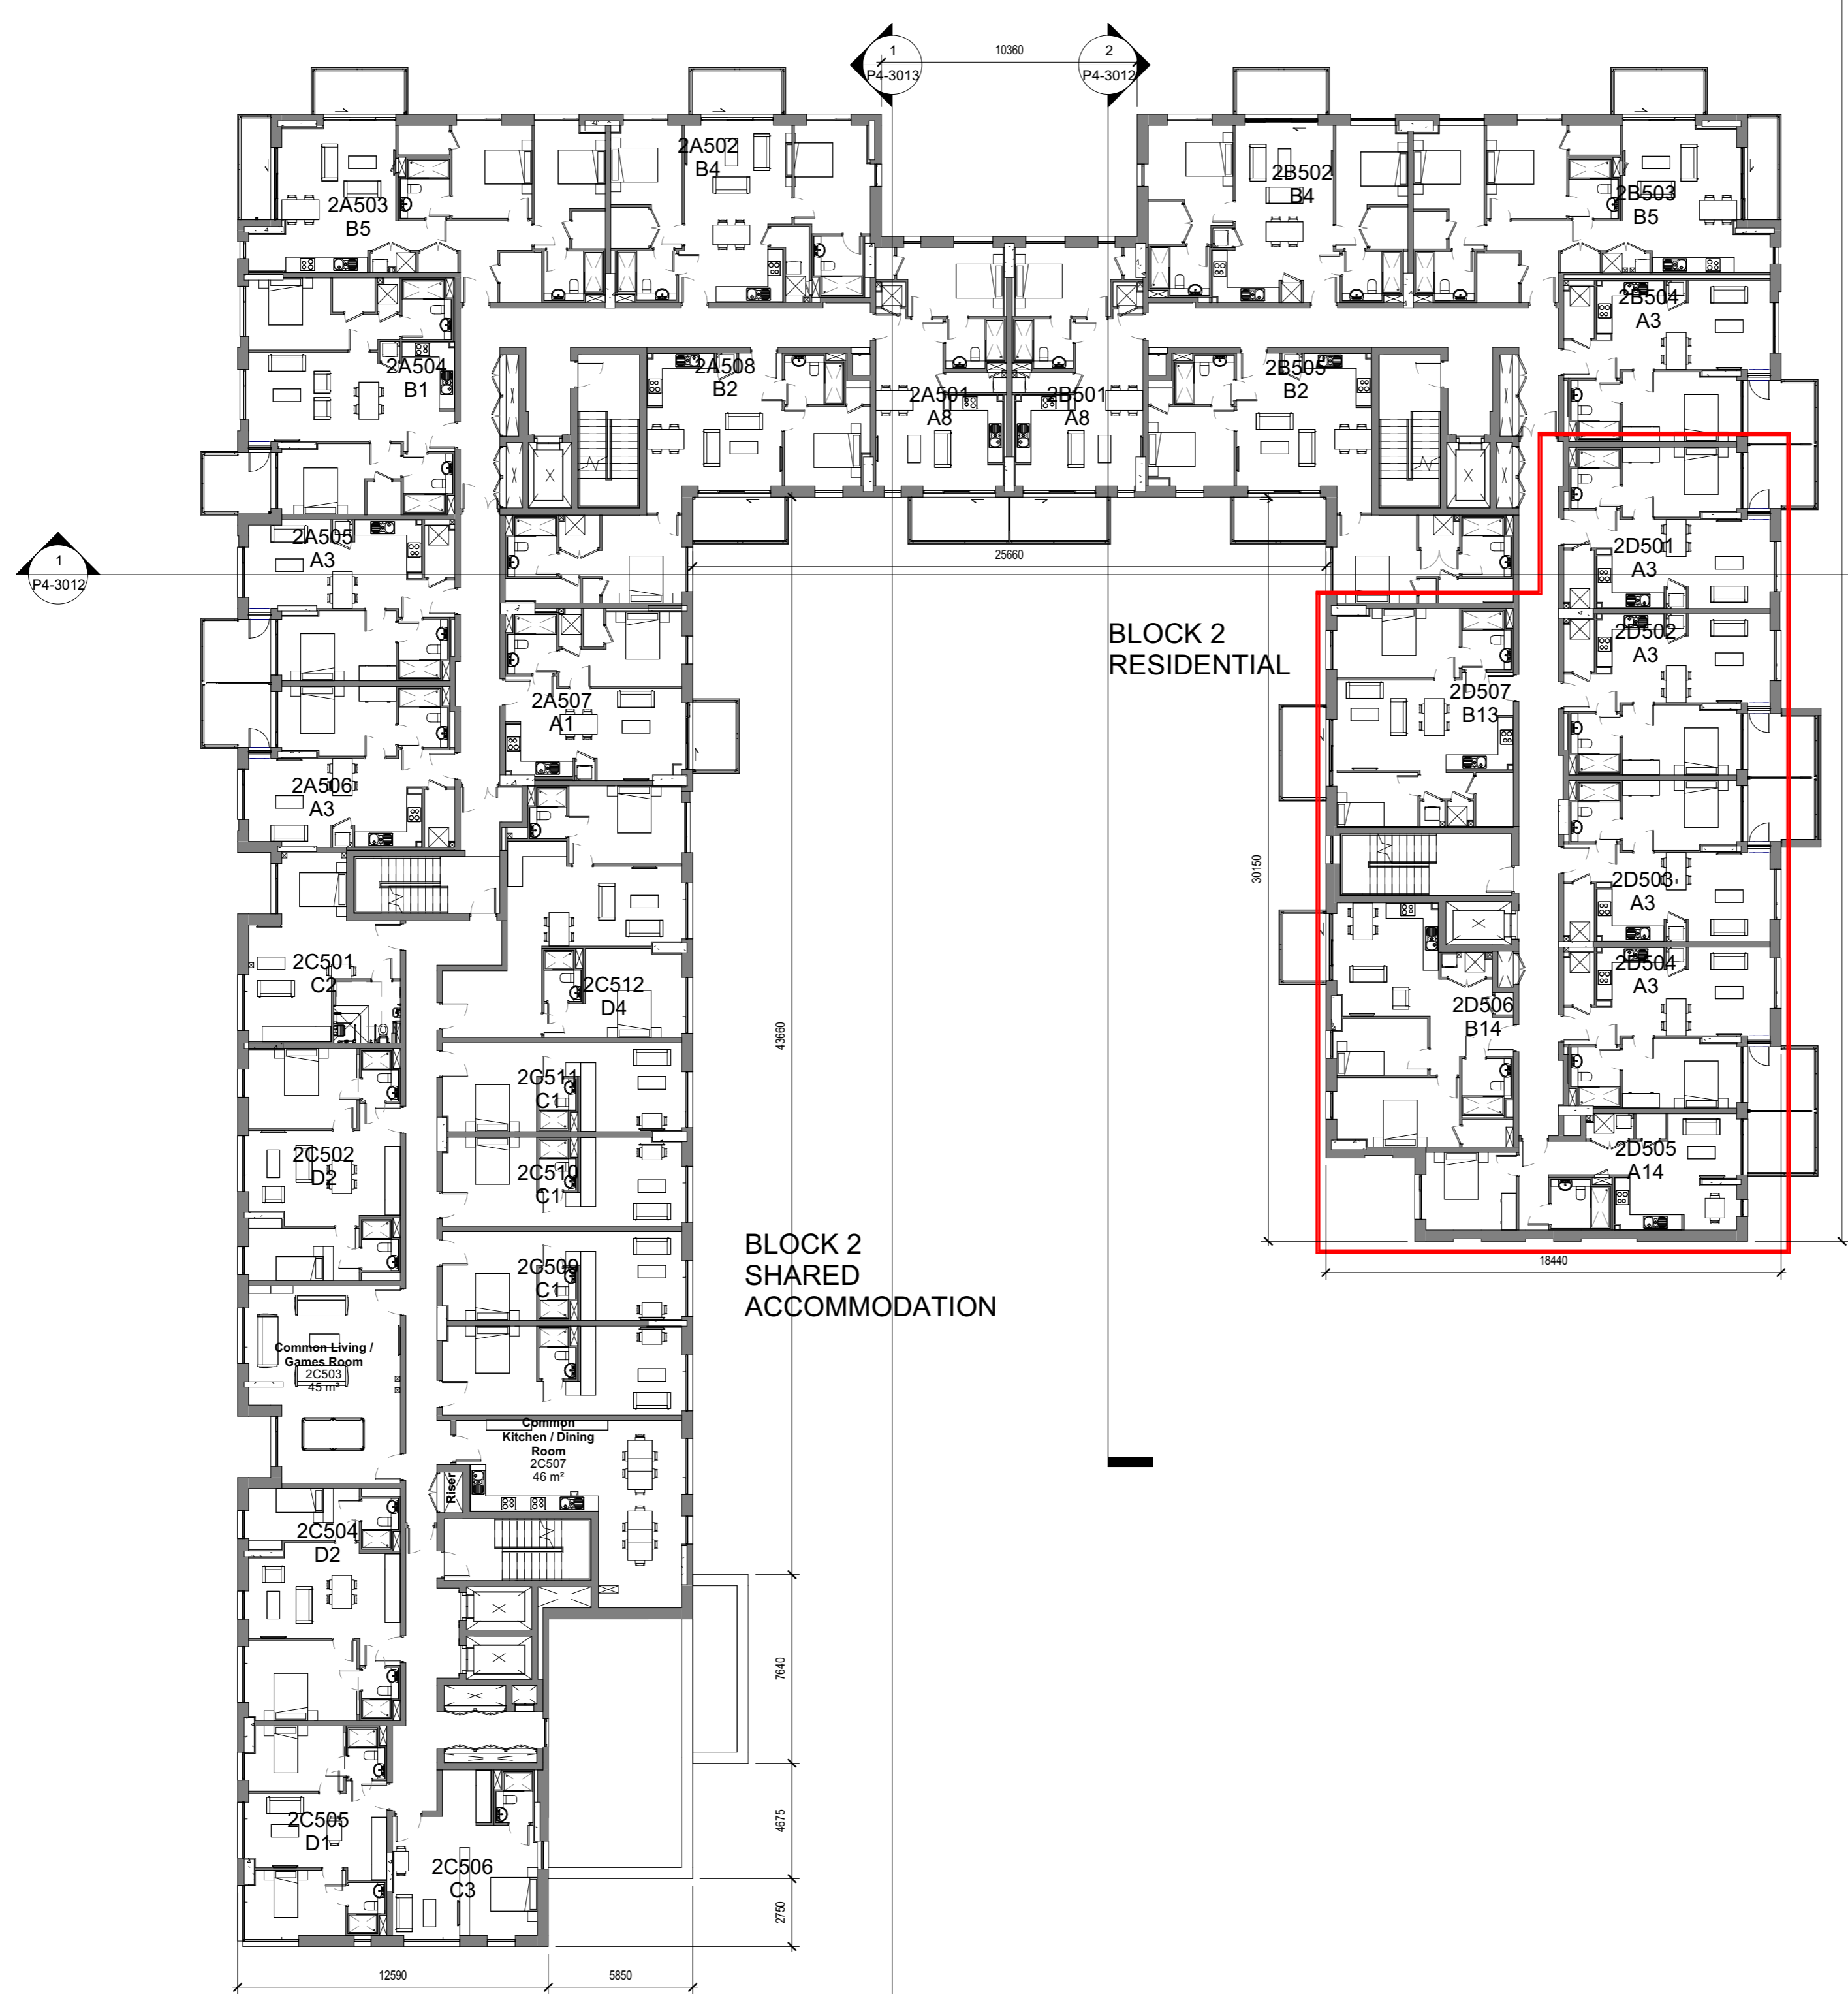 1
P4-3013
10360
2
P4-3012
2A503
B5
2A502
B4
2B502
B4
2B503
B5
2A504
B1
2A508
B2
2A501
A8
2B501
A8
2B505
B2
2B504
A3
1
P4-3012
2A505
A3
25660
2D501
A3
BLOCK 2
RESIDENTIAL
2D502
A3
2A507
A1
2D507
B13
2A506
A3
30150
2D503
A3
2C501
C2
2C512
D4
2D506
B14
2D504
A3
43660
2C511
C1
2C502
D2
2C510
C1
2D505
A14
BLOCK 2
SHARED
ACCOMMODATION
2C509
C1
18440
Common Living /
Games Room
2C503
45 m²
Common
Kitchen / Dining
Room
2C507
46 m²
Riser
2C504
D2
7640
2C505
D1
4675
2C506
C3
2750
12590
5850